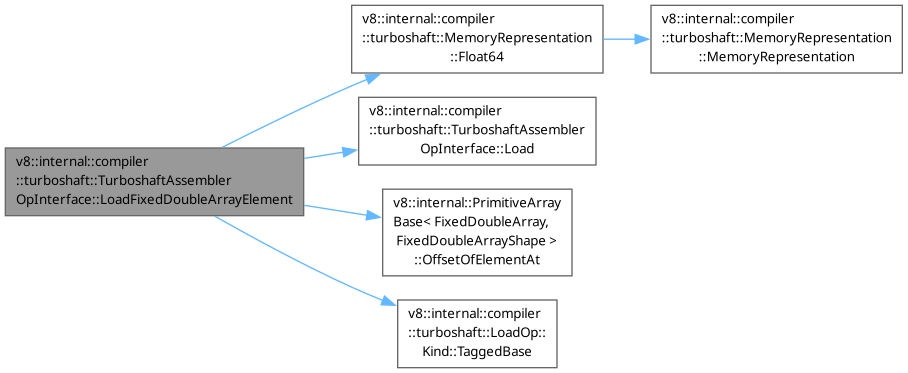 v8::internal::compiler
::turboshaft::TurboshaftAssembler
OpInterface::LoadFixedDoubleArrayElement
v8::internal::compiler
::turboshaft::MemoryRepresentation
::Float64
v8::internal::compiler
::turboshaft::MemoryRepresentation
::MemoryRepresentation
v8::internal::compiler
::turboshaft::TurboshaftAssembler
OpInterface::Load
v8::internal::PrimitiveArray
Base< FixedDoubleArray,
FixedDoubleArrayShape >
::OffsetOfElementAt
v8::internal::compiler
::turboshaft::LoadOp::
Kind::TaggedBase